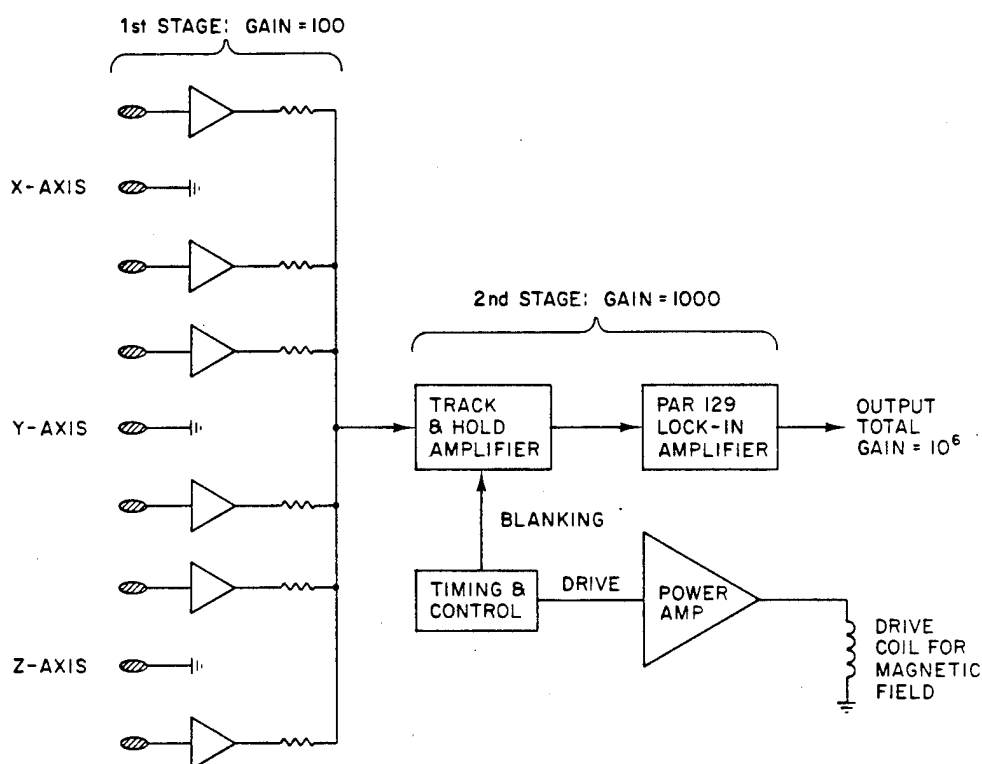 1st STAGE: GAIN = 100
X-AXIS
2nd STAGE: GAIN = 1000
TRACK
& HOLD
AMPLIFIER
PAR 129
LOCK-IN
AMPLIFIER
OUTPUT
TOTAL
GAIN = 10⁶
Y-AXIS
BLANKING
TIMING &
CONTROL
DRIVE
POWER
AMP
DRIVE
COIL FOR
MAGNETIC
FIELD
Z-AXIS